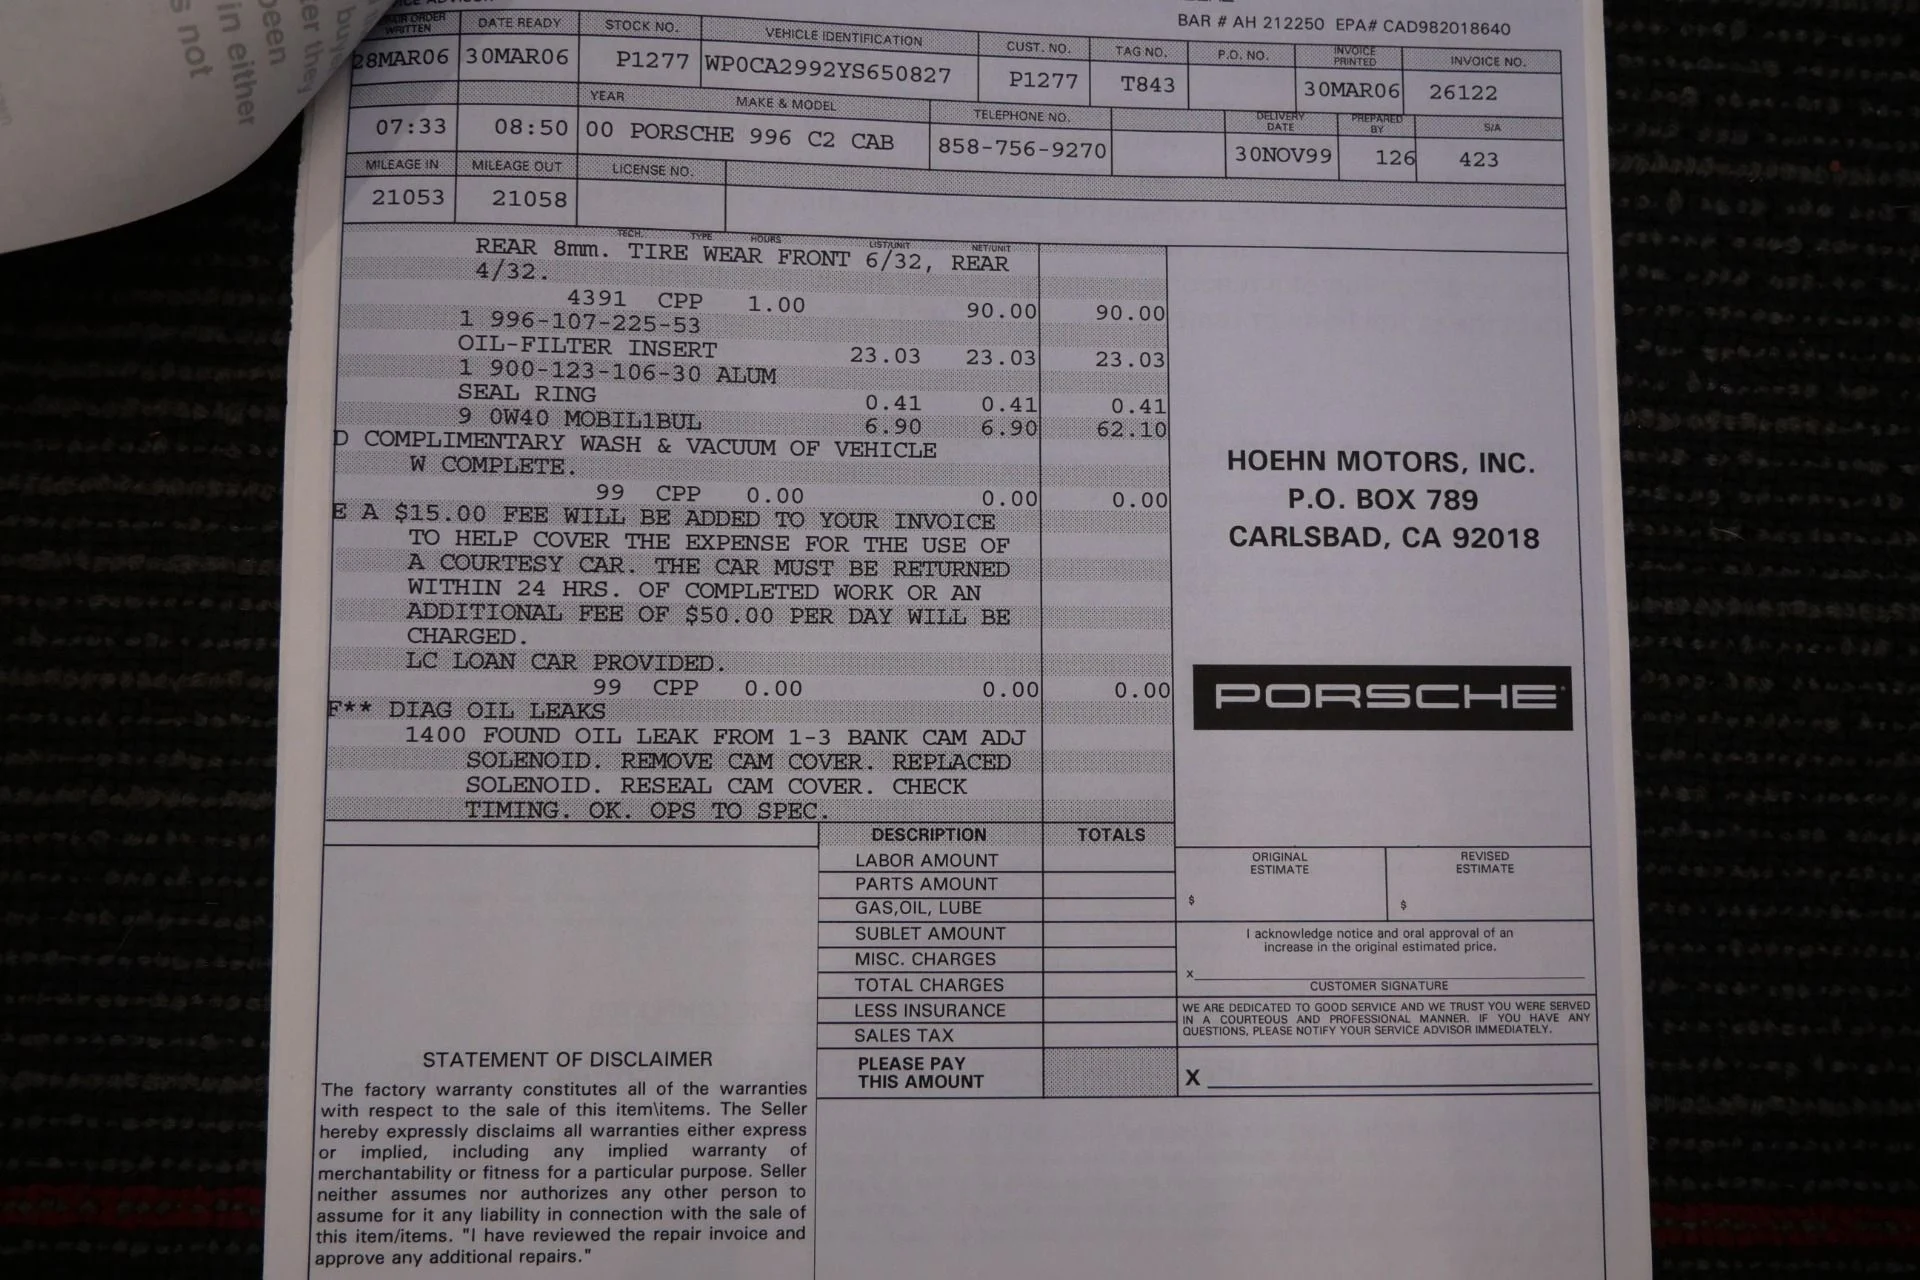 BAR # AH 212250 EPA# CAD982018640
REPAIR ORDER WRITTEN DATE READY STOCK NO. VEHICLE IDENTIFICATION CUST. NO. TAG NO. P.O. NO. INVOICE PRINTED INVOICE NO.
28MAR06 30MAR06 P1277 WP0CA2992YS650827 P1277 T843 30MAR06 26122
YEAR MAKE & MODEL TELEPHONE NO. DELIVERY DATE PREPARED BY S/A
07:33 08:50 00 PORSCHE 996 C2 CAB 858-756-9270 30NOV99 126 423
MILEAGE IN MILEAGE OUT LICENSE NO.
21053 21058
TECH. TYPE HOURS LIST/UNIT NET/UNIT
REAR 8mm. TIRE WEAR FRONT 6/32, REAR
4/32.
4391 CPP 1.00 90.00 90.00
1 996-107-225-53
OIL-FILTER INSERT 23.03 23.03 23.03
1 900-123-106-30 ALUM
SEAL RING 0.41 0.41 0.41
9 0W40 MOBIL1BUL 6.90 6.90 62.10
D COMPLIMENTARY WASH & VACUUM OF VEHICLE
W COMPLETE.
99 CPP 0.00 0.00 0.00
E A $15.00 FEE WILL BE ADDED TO YOUR INVOICE
TO HELP COVER THE EXPENSE FOR THE USE OF
A COURTESY CAR. THE CAR MUST BE RETURNED
WITHIN 24 HRS. OF COMPLETED WORK OR AN
ADDITIONAL FEE OF $50.00 PER DAY WILL BE
CHARGED.
LC LOAN CAR PROVIDED.
99 CPP 0.00 0.00 0.00
F** DIAG OIL LEAKS
1400 FOUND OIL LEAK FROM 1-3 BANK CAM ADJ
SOLENOID. REMOVE CAM COVER. REPLACED
SOLENOID. RESEAL CAM COVER. CHECK
TIMING. OK. OPS TO SPEC.
HOEHN MOTORS, INC.
P.O. BOX 789
CARLSBAD, CA 92018
PORSCHE
DESCRIPTION TOTALS
LABOR AMOUNT
PARTS AMOUNT
GAS,OIL, LUBE
SUBLET AMOUNT
MISC. CHARGES
TOTAL CHARGES
LESS INSURANCE
SALES TAX
PLEASE PAY
THIS AMOUNT
ORIGINAL
ESTIMATE
$
REVISED
ESTIMATE
$
I acknowledge notice and oral approval of an
increase in the original estimated price.
X
CUSTOMER SIGNATURE
WE ARE DEDICATED TO GOOD SERVICE AND WE TRUST YOU WERE SERVED
IN A COURTEOUS AND PROFESSIONAL MANNER. IF YOU HAVE ANY
QUESTIONS, PLEASE NOTIFY YOUR SERVICE ADVISOR IMMEDIATELY.
X
STATEMENT OF DISCLAIMER
The factory warranty constitutes all of the warranties
with respect to the sale of this item\items. The Seller
hereby expressly disclaims all warranties either express
or implied, including any implied warranty of
merchantability or fitness for a particular purpose. Seller
neither assumes nor authorizes any other person to
assume for it any liability in connection with the sale of
this item/items. "I have reviewed the repair invoice and
approve any additional repairs."
been
in either
not